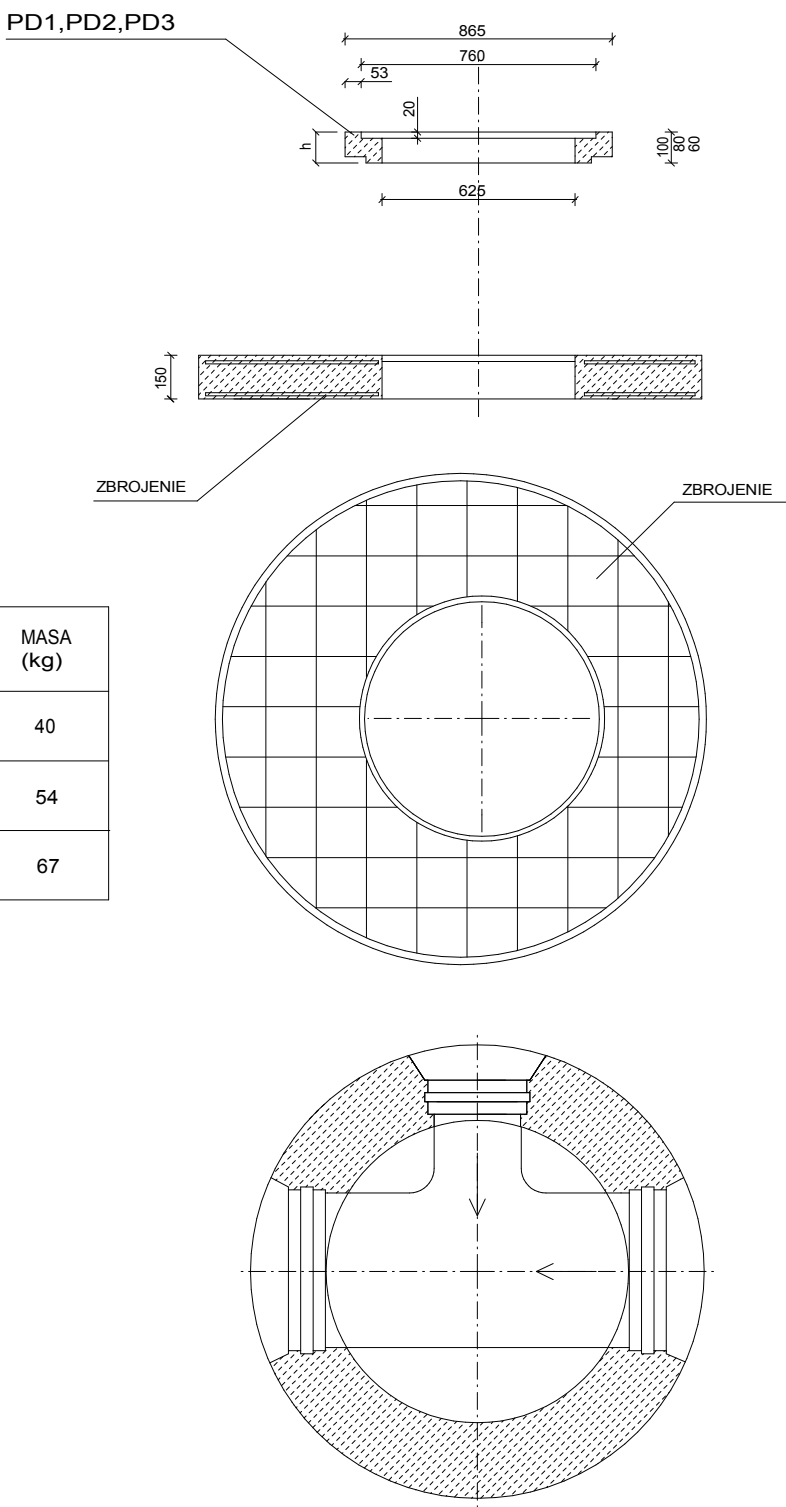 PD1,PD2,PD3
865
760
53
20
h
100
80
60
625
150
ZBROJENIE
ZBROJENIE
MASA
(kg)
40
54
67